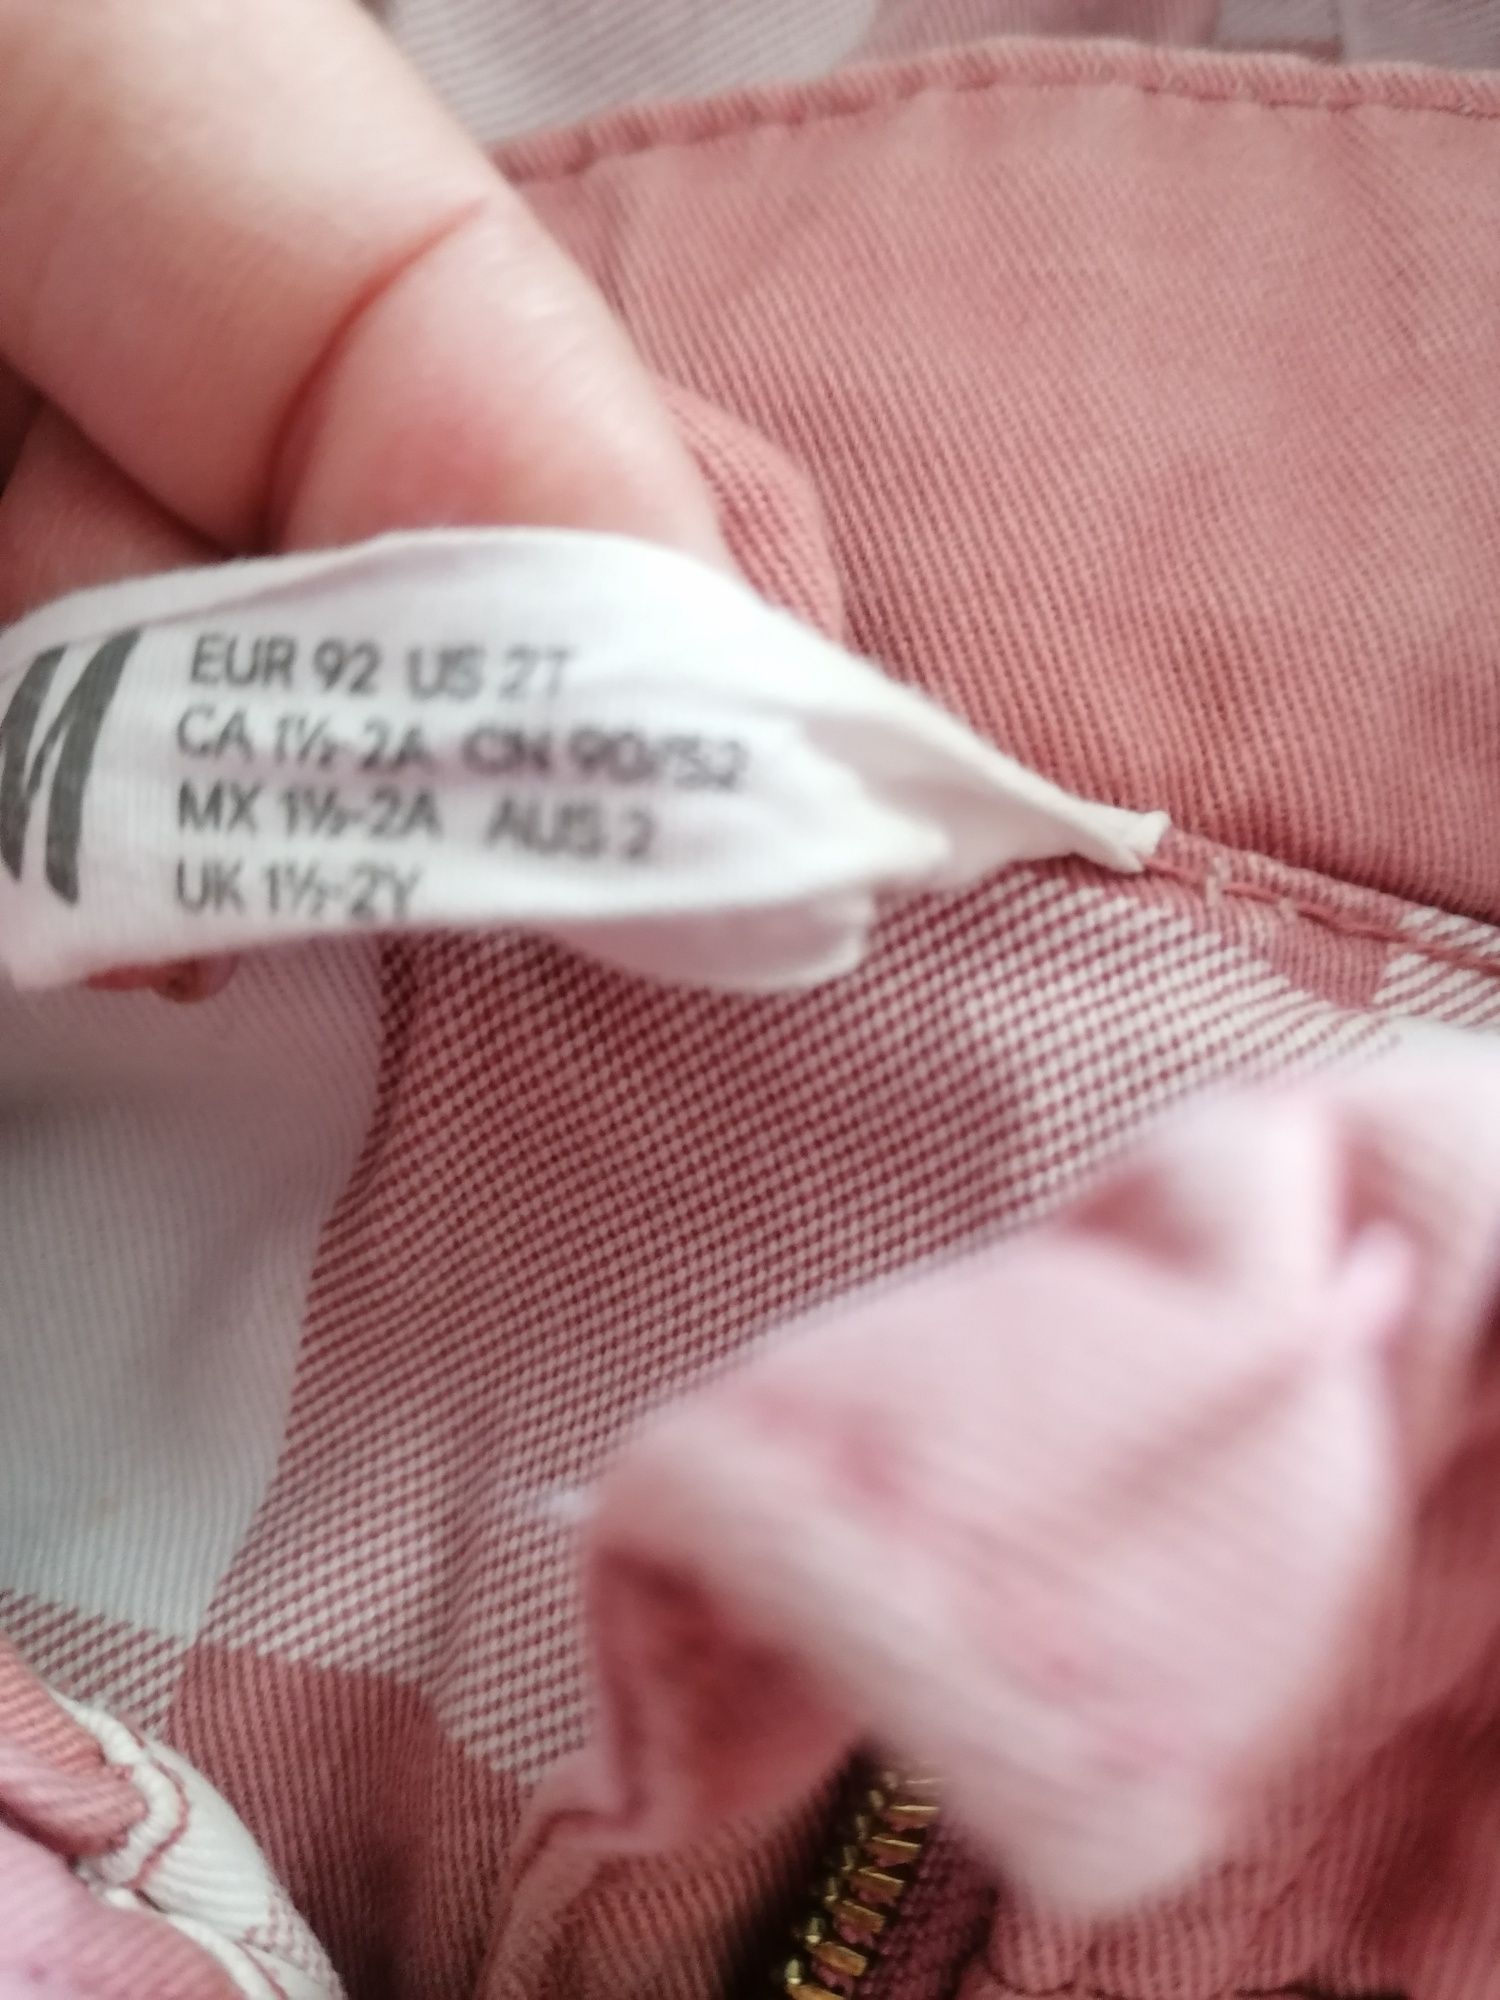 M
EUR 92 US 2T
CA 1½-2A CN 90/52
MX 1½-2A AUS 2
UK 1½-2Y